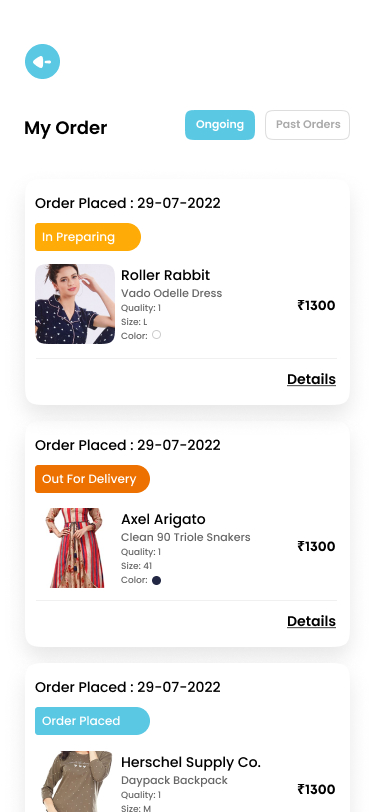 My Order
Ongoing
Past Orders
Order Placed : 29-07-2022
In Preparing
Roller Rabbit
Vado Odelle Dress
Quality: 1
Size: L
Color:
₹1300
Details
Order Placed : 29-07-2022
Out For Delivery
Axel Arigato
Clean 90 Triole Snakers
Quality: 1
Size: 41
Color:
₹1300
Details
Order Placed : 29-07-2022
Order Placed
Herschel Supply Co.
Daypack Backpack
Quality: 1
Size: M
₹1300